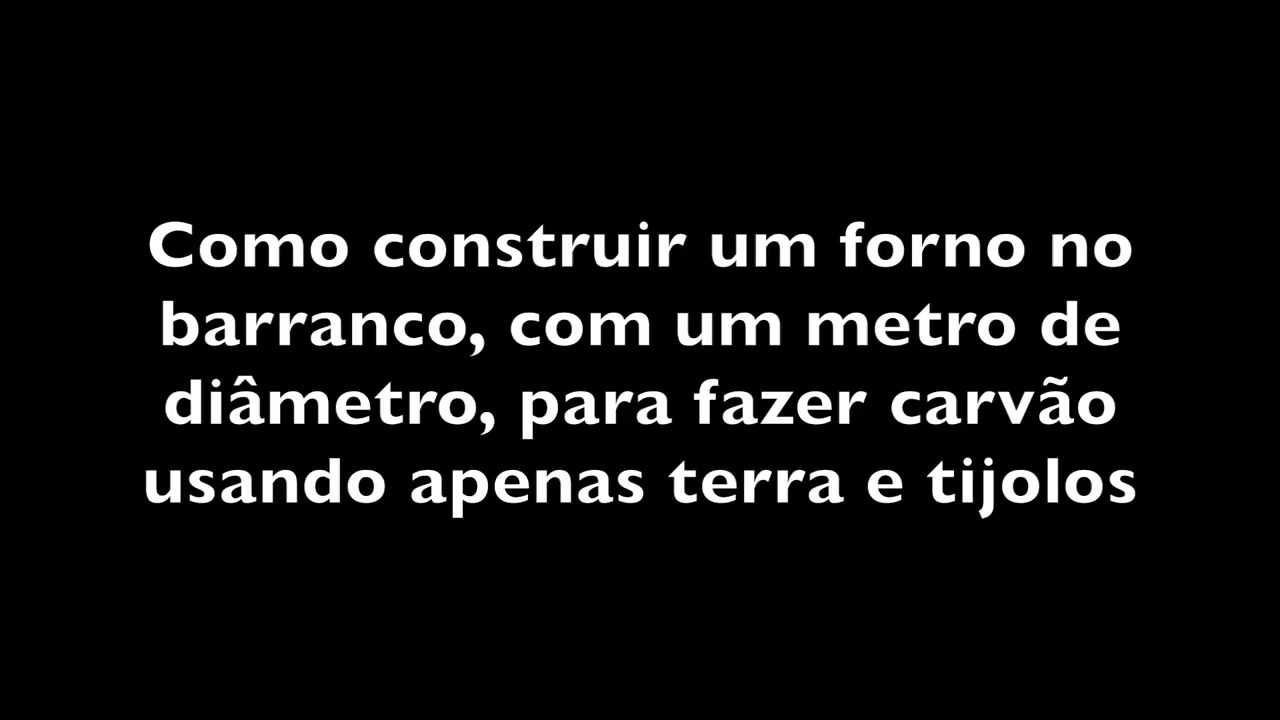 Como construir um forno no
barranco, com um metro de
diâmetro, para fazer carvão
usando apenas terra e tijolos